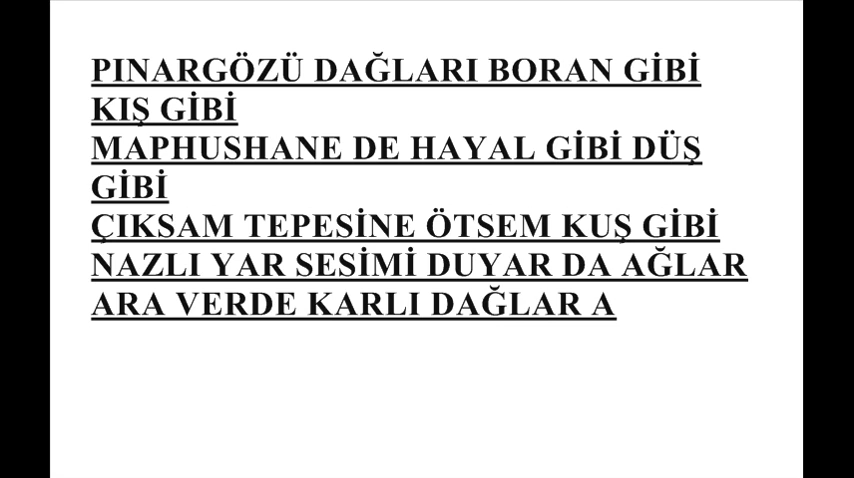 PINARGÖZÜ DAĞLARI BORAN GİBİ
KIŞ GİBİ
MAPHUSHANE DE HAYAL GİBİ DÜŞ
GİBİ
ÇIKSAM TEPESİNE ÖTSEM KUŞ GİBİ
NAZLI YAR SESİMİ DUYAR DA AĞLAR
ARA VERDE KARLI DAĞLAR A